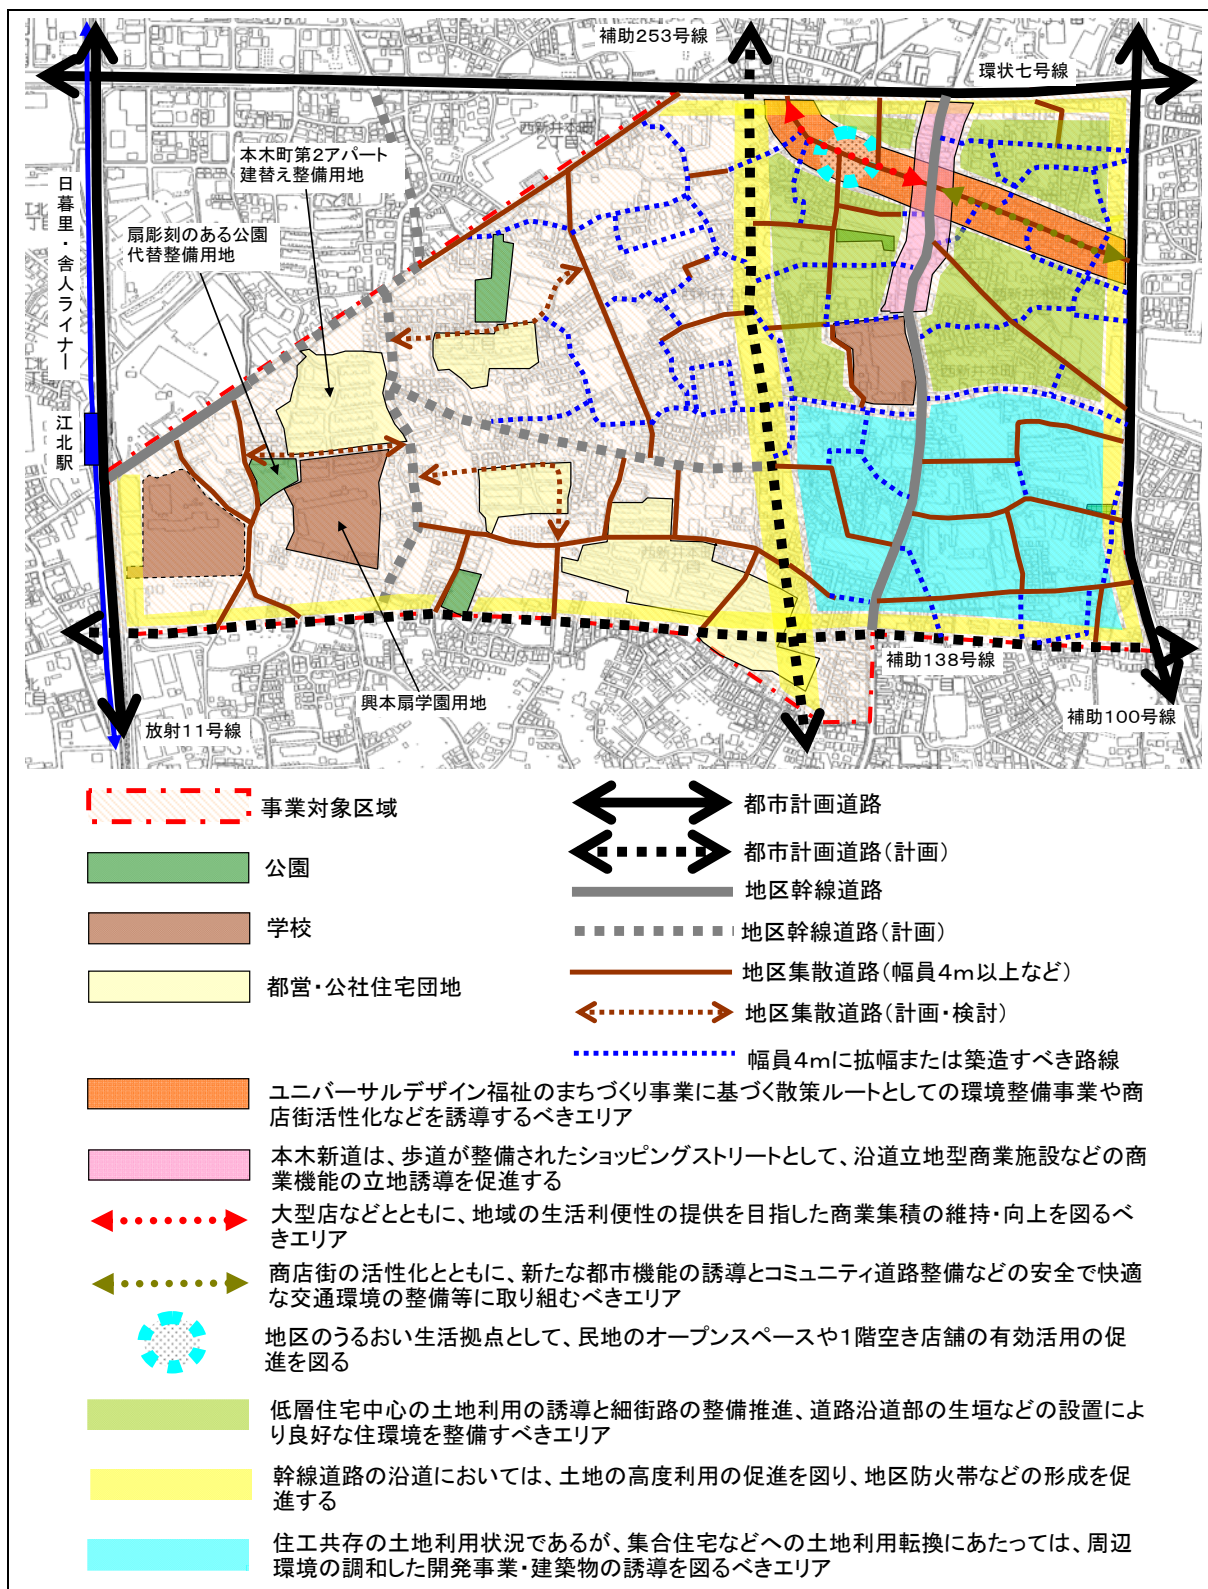 補助253号線
環状七号線
西新井本町
2丁目
本木町第2アパート
建替え整備用地
扇彫刻のある公園
代替整備用地
日暮里・舎人ライナー
江北駅
西新井本町
4丁目
興本扇学園用地
放射11号線
補助138号線
補助100号線
事業対象区域
公園
学校
都営・公社住宅団地
都市計画道路
都市計画道路(計画)
地区幹線道路
地区幹線道路(計画)
地区集散道路(幅員4m以上など)
地区集散道路(計画・検討)
幅員4mに拡幅または築造すべき路線
ユニバーサルデザイン福祉のまちづくり事業に基づく散策ルートとしての環境整備事業や商
店街活性化などを誘導するべきエリア
本木新道は、歩道が整備されたショッピングストリートとして、沿道立地型商業施設などの商
業機能の立地誘導を促進する
大型店などとともに、地域の生活利便性の提供を目指した商業集積の維持・向上を図るべ
きエリア
商店街の活性化とともに、新たな都市機能の誘導とコミュニティ道路整備などの安全で快適
な交通環境の整備等に取り組むべきエリア
地区のうるおい生活拠点として、民地のオープンスペースや1階空き店舗の有効活用の促
進を図る
低層住宅中心の土地利用の誘導と細街路の整備推進、道路沿道部の生垣などの設置によ
り良好な住環境を整備すべきエリア
幹線道路の沿道においては、土地の高度利用の促進を図り、地区防火帯などの形成を促
進する
住工共存の土地利用状況であるが、集合住宅などへの土地利用転換にあたっては、周辺
環境の調和した開発事業・建築物の誘導を図るべきエリア